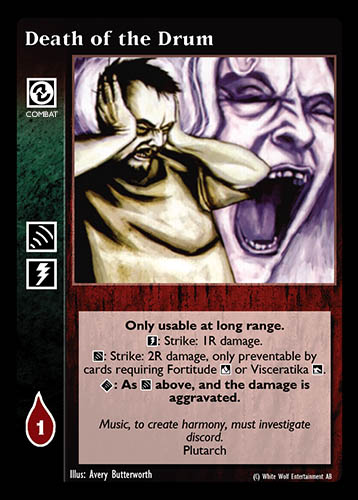 Death of the Drum
COMBAT
Only usable at long range.
: Strike: 1R damage.
: Strike: 2R damage, only preventable by
cards requiring Fortitude or Visceratika .
: As above, and the damage is
aggravated.
Music, to create harmony, must investigate
discord.
Plutarch
1
Illus: Avery Butterworth
(C) White Wolf Entertainment AB